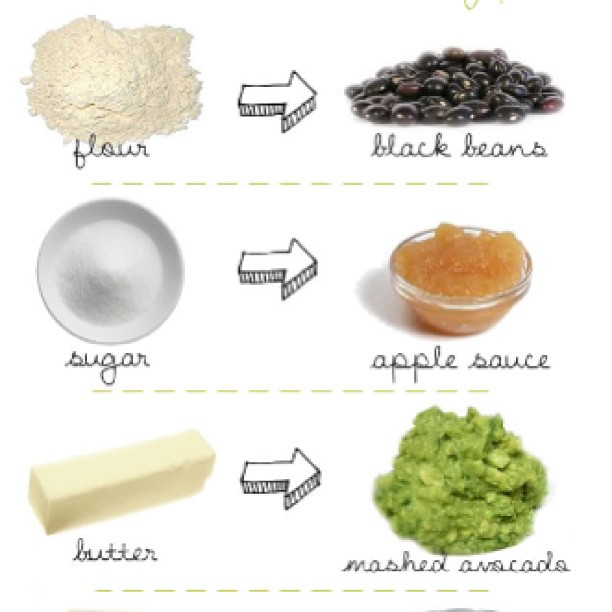 flour
black beans
sugar
apple sauce
butter
mashed avocado